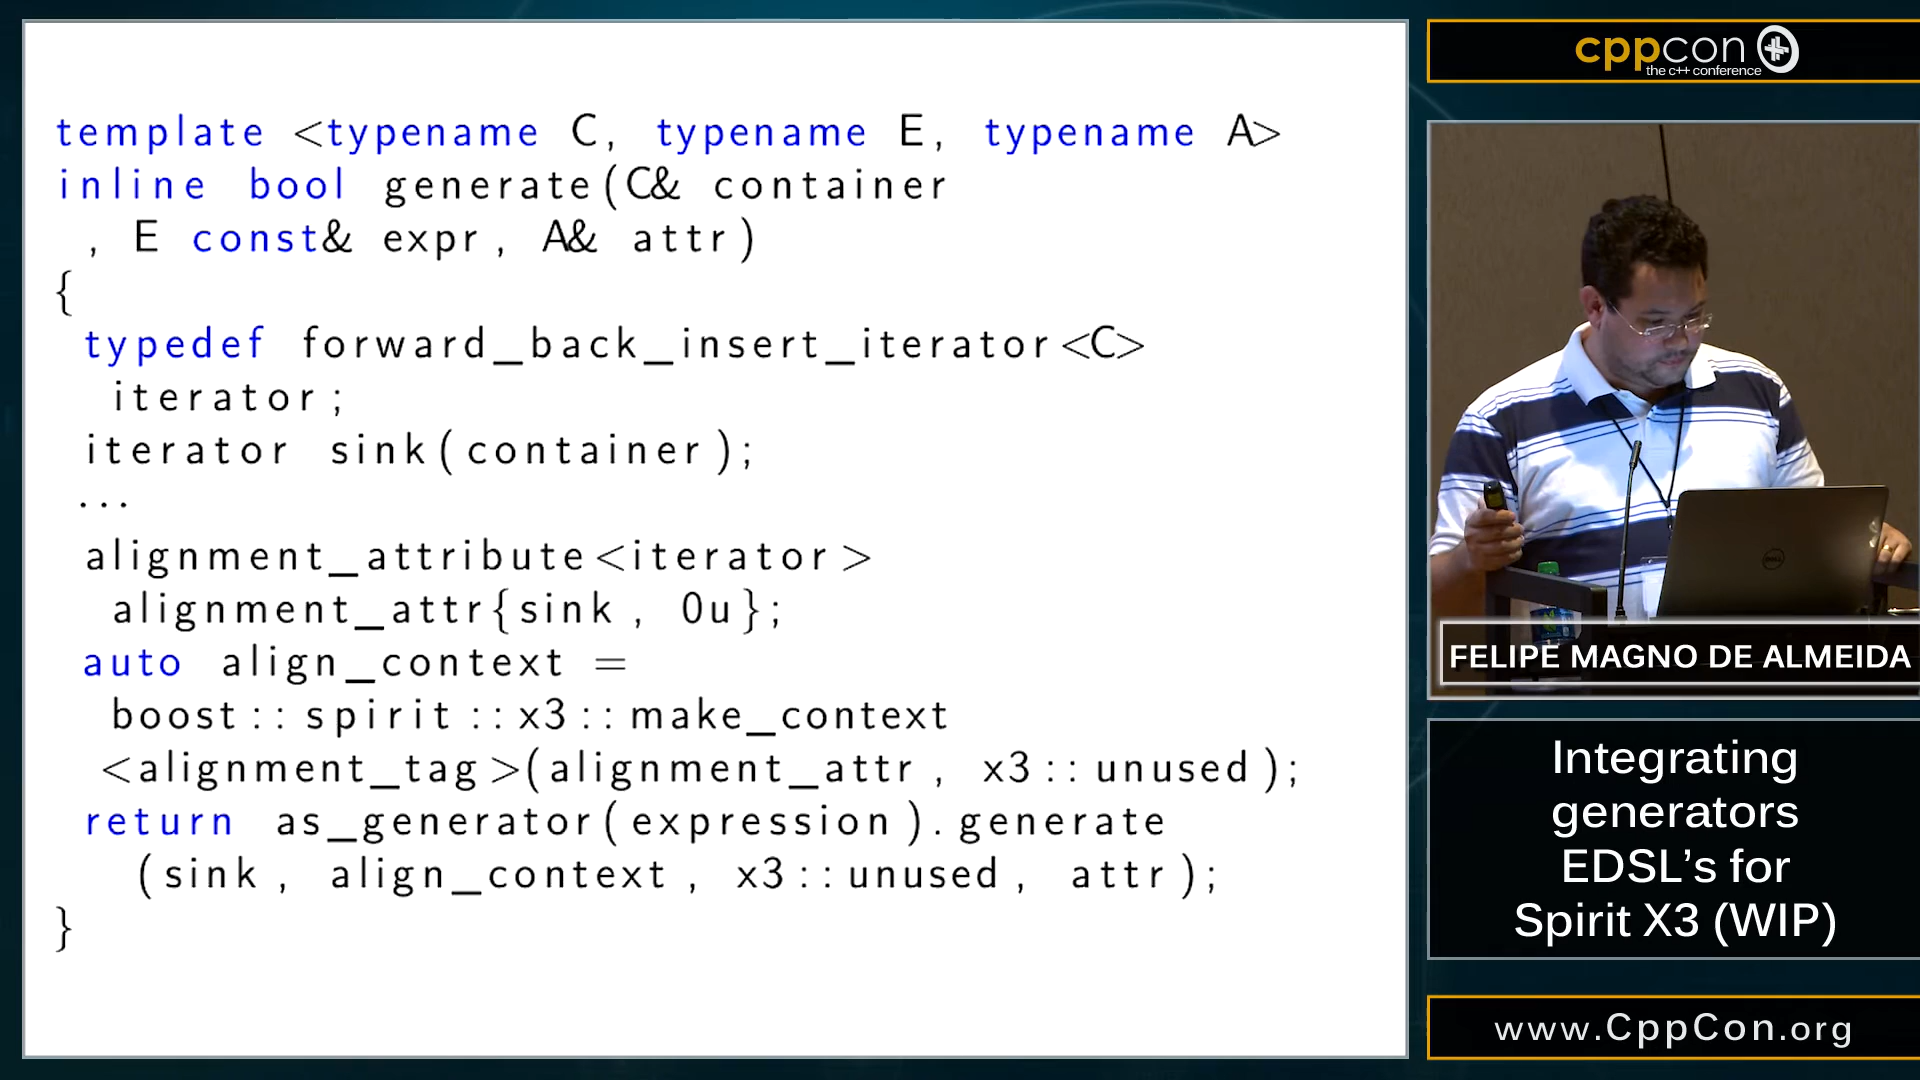 template <typename C, typename E, typename A>
inline bool generate(C& container
, E const& expr, A& attr)
{
typedef forward_back_insert_iterator<C>
iterator;
iterator sink(container);
...
alignment_attribute<iterator>
alignment_attr{sink, 0u};
auto align_context =
boost::spirit::x3::make_context
<alignment_tag>(alignment_attr, x3::unused);
return as_generator(expression).generate
(sink, align_context, x3::unused, attr);
}
cppcon
the c++ conference
FELIPE MAGNO DE ALMEIDA
Integrating
generators
EDSL’s for
Spirit X3 (WIP)
www.CppCon.org